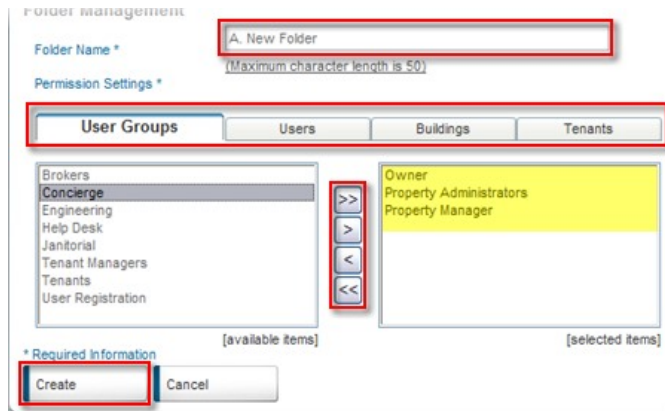 Folder Management
Folder Name *
A. New Folder
(Maximum character length is 50)
Permission Settings *
User Groups
Users
Buildings
Tenants
Brokers
Concierge
Engineering
Help Desk
Janitorial
Tenant Managers
Tenants
User Registration
>>
>
<
<<
Owner
Property Administrators
Property Manager
[available items]
[selected items]
* Required Information
Create
Cancel